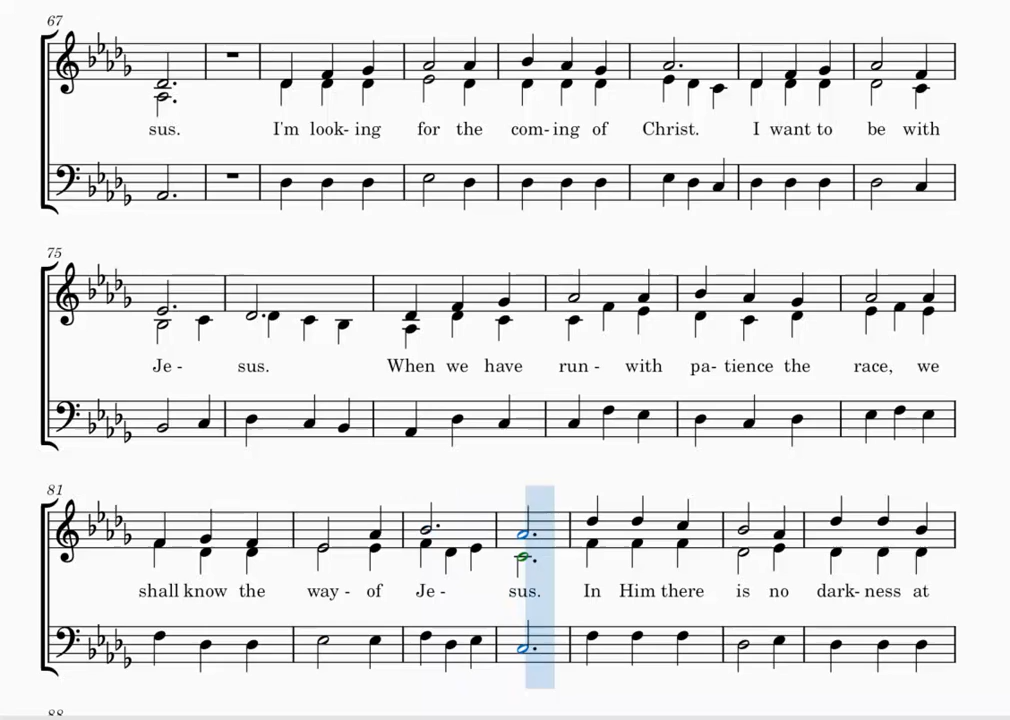 67
sus. I'm look- ing for the com- ing of Christ. I want to be with
75
Je - sus. When we have run - with pa- tience the race, we
81
shall know the way - of Je - sus. In Him there is no dark- ness at
88